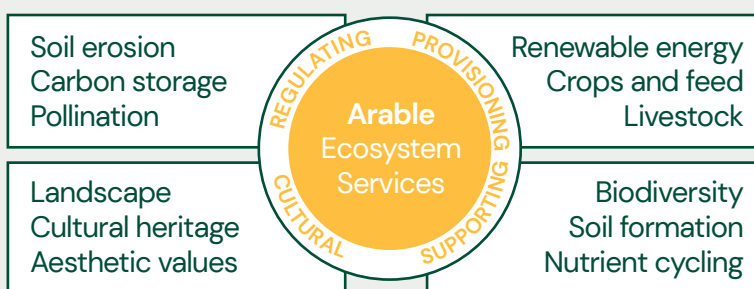 Soil erosion
Carbon storage
Pollination
REGULATING
PROVISIONING
Renewable energy
Crops and feed
Livestock
Arable
Ecosystem
Services
Landscape
Cultural heritage
Aesthetic values
CULTURAL
SUPPORTING
Biodiversity
Soil formation
Nutrient cycling